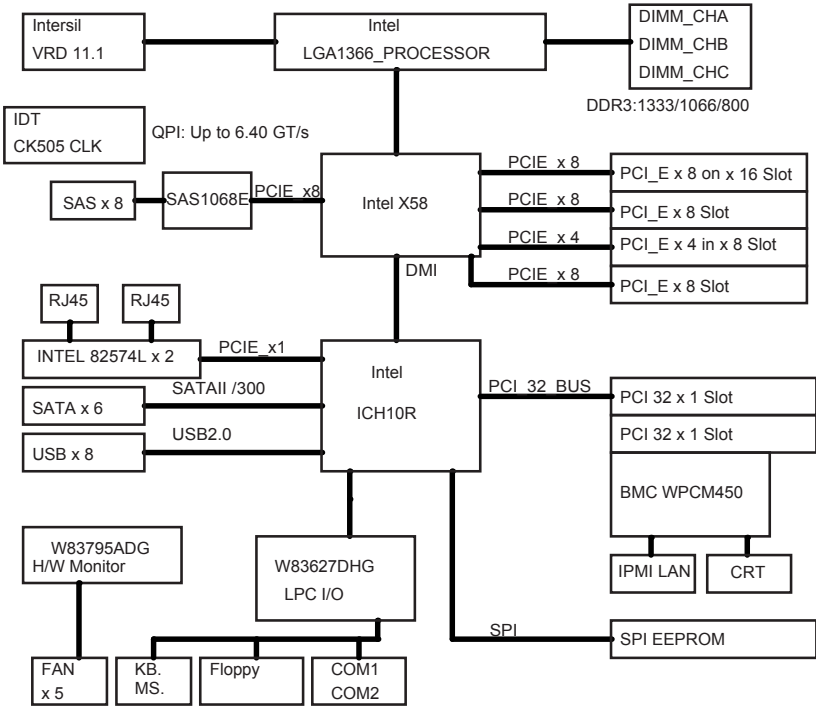 Intersil
VRD 11.1
Intel
LGA1366_PROCESSOR
DIMM_CHA
DIMM_CHB
DIMM_CHC
DDR3:1333/1066/800
IDT
CK505 CLK
QPI: Up to 6.40 GT/s
SAS x 8
SAS1068E
PCIE_x8
Intel X58
PCIE_x 8
PCI_E x 8 on x 16 Slot
PCIE_x 8
PCI_E x 8 Slot
PCIE_x 4
PCI_E x 4 in x 8 Slot
PCIE_x 8
PCI_E x 8 Slot
DMI
RJ45
RJ45
INTEL 82574L x 2
PCIE_x1
SATA x 6
SATAII /300
USB x 8
USB2.0
Intel
ICH10R
PCI_32_BUS
PCI 32 x 1 Slot
PCI 32 x 1 Slot
BMC WPCM450
IPMI LAN
CRT
W83795ADG
H/W Monitor
W83627DHG
LPC I/O
SPI
SPI EEPROM
FAN
x 5
KB.
MS.
Floppy
COM1
COM2